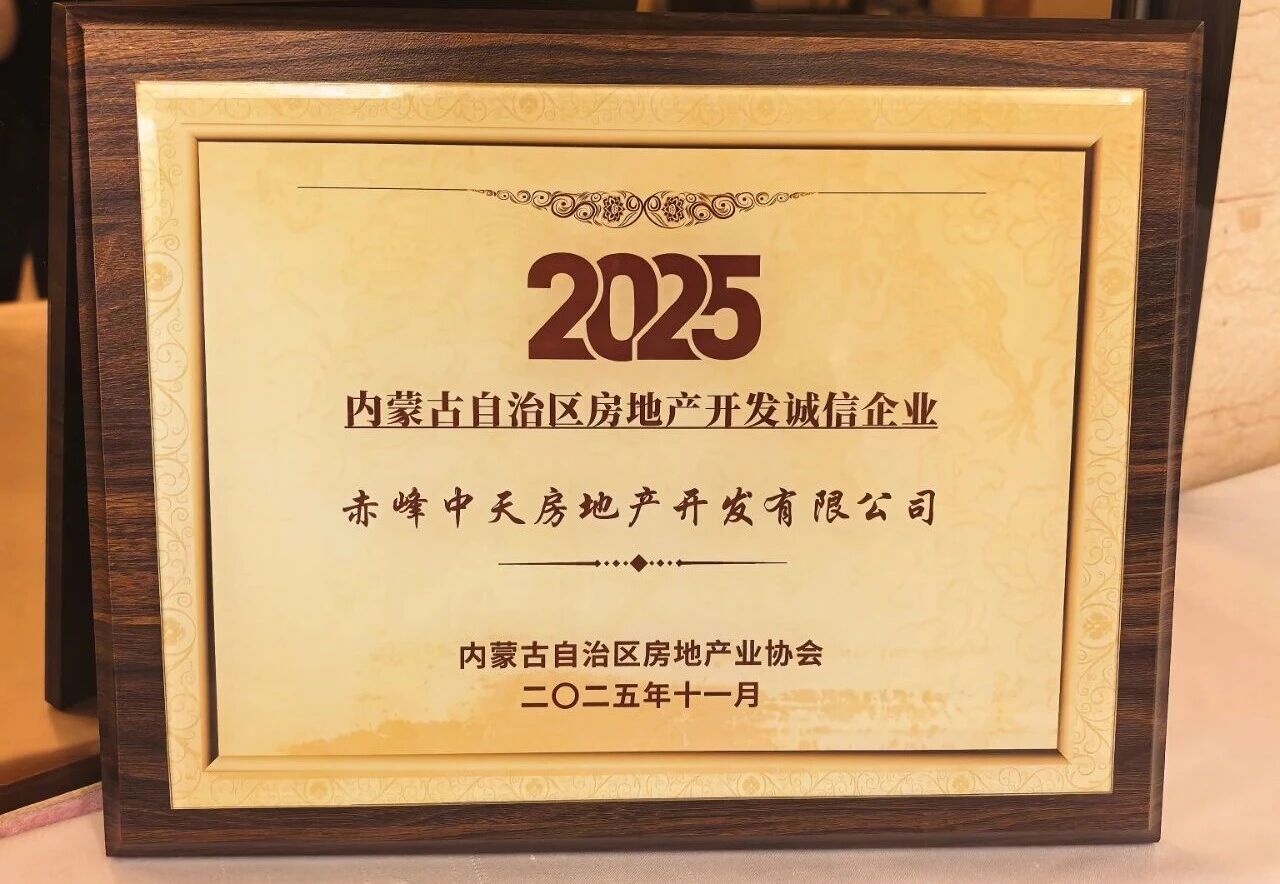 2025
内蒙古自治区房地产开发诚信企业
赤峰中天房地产开发有限公司
内蒙古自治区房地产业协会
二〇二五年十一月